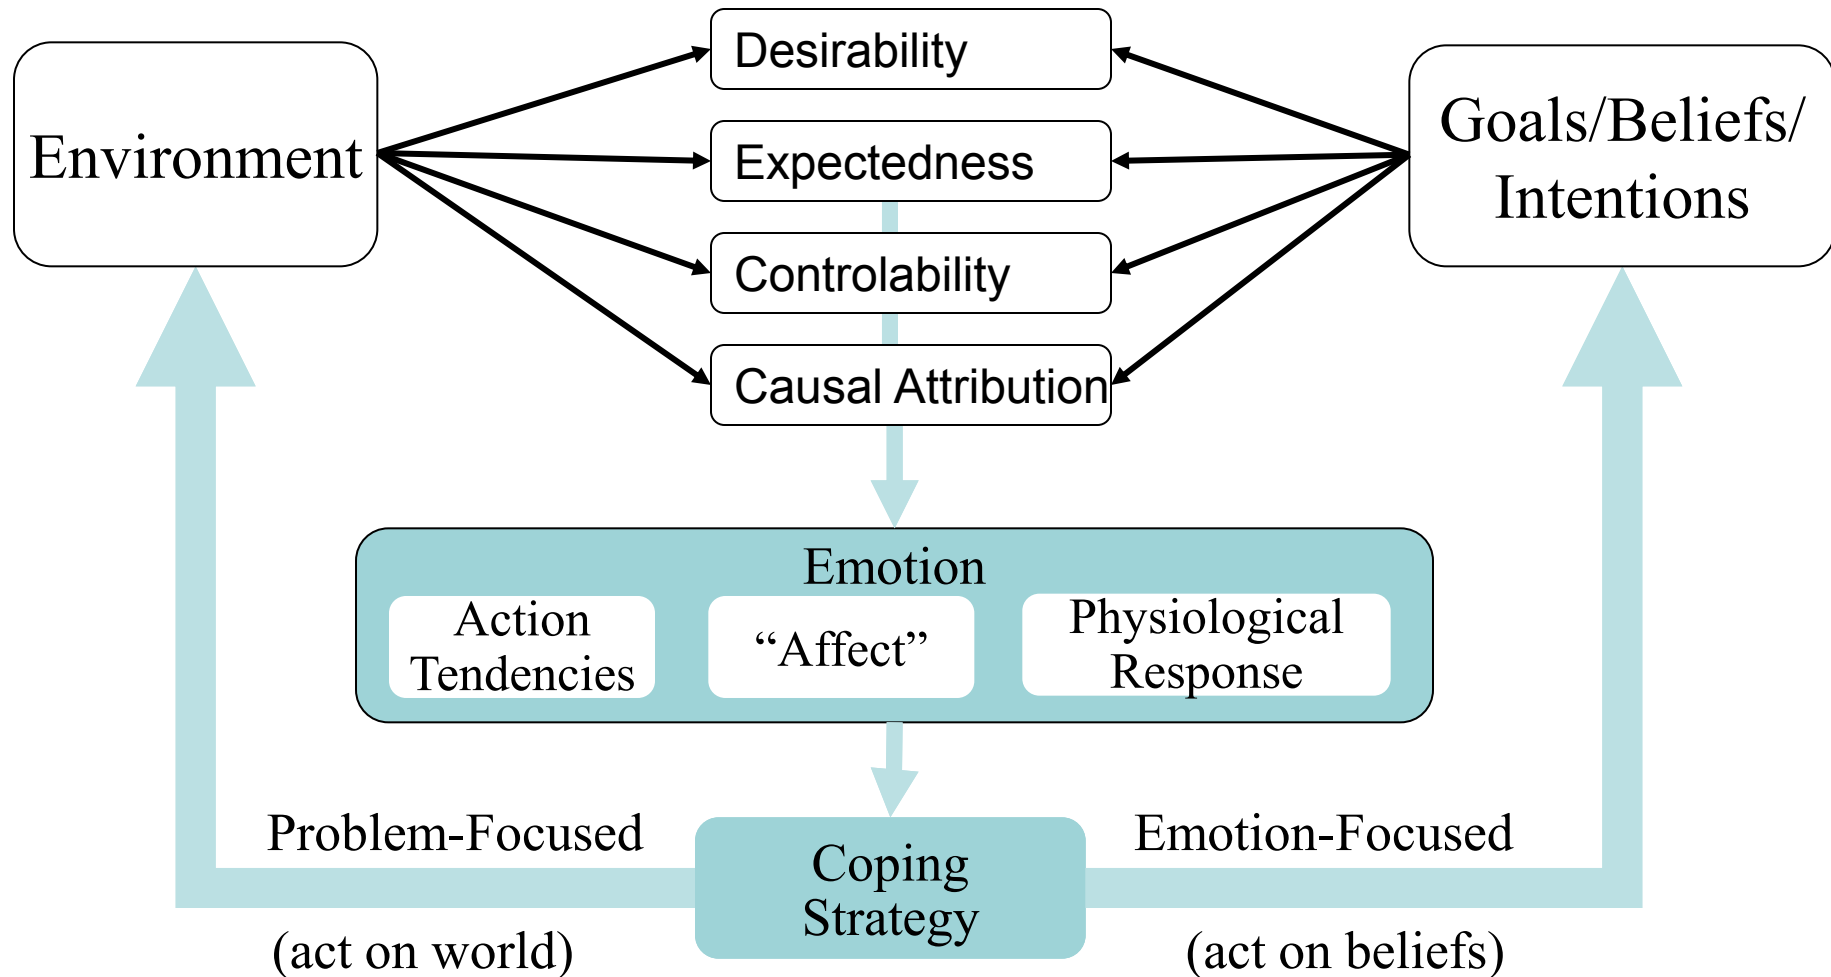 Environment
Desirability
Expectedness
Controlability
Causal Attribution
Goals/Beliefs/
Intentions
Emotion
Action
Tendencies
“Affect”
Physiological
Response
Problem-Focused
(act on world)
Coping
Strategy
Emotion-Focused
(act on beliefs)